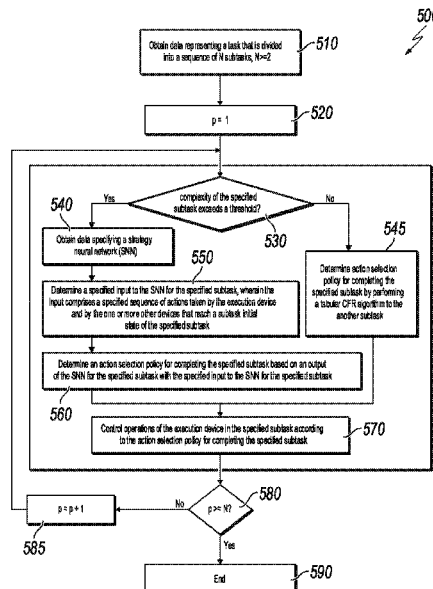 500
Obtain data representing a task that is divided
into a sequence of N subtasks, N>=2
510
p = 1
520
complexity of the specified
subtask exceeds a threshold?
Yes
No
530
540
545
Obtain data specifying a strategy
neural network (SNN)
550
Determine action selection
policy for completing the
specified subtask by performing
a tabular CFR algorithm to the
another subtask
Determine a specified input to the SNN for the specified subtask, wherein the
input comprises a specified sequence of actions taken by the execution device
and by the one or more other devices that reach a subtask initial
state of the specified subtask
Determine an action selection policy for completing the specified subtask based on an output
of the SNN for the specified subtask with the specified input to the SNN for the specified subtask
560
Control operations of the execution device in the specified subtask according
to the action selection policy for completing the specified subtask
570
p >= N?
580
No
p = p + 1
585
Yes
End
590